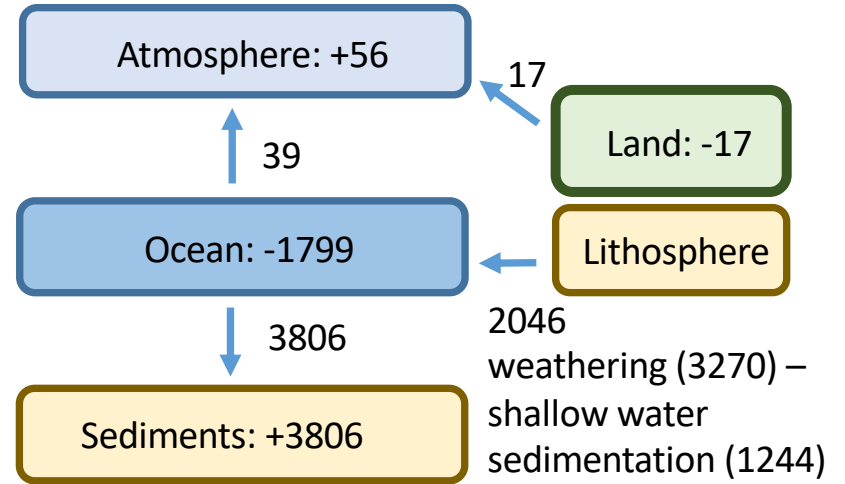 Atmosphere: +56
17
Land: -17
39
Ocean: -1799
Lithosphere
3806
2046
weathering (3270) –
shallow water
sedimentation (1244)
Sediments: +3806